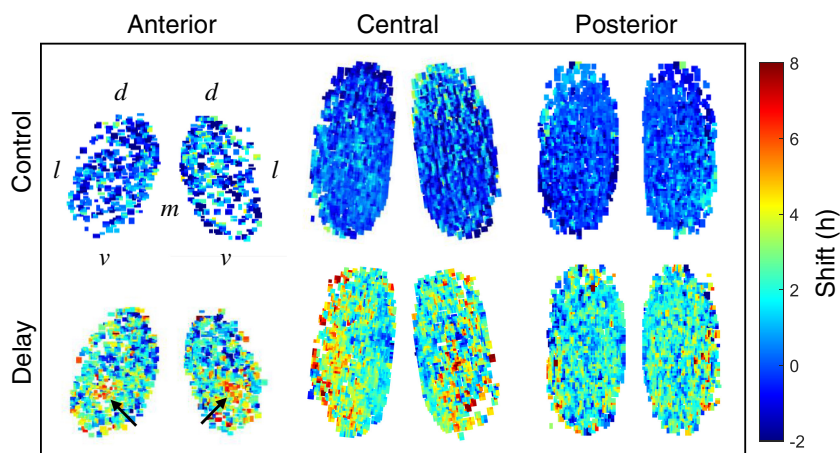 Anterior Central Posterior
Control
d d
l l
m
v v
Delay
8
6
4
2
0
-2
Shift (h)